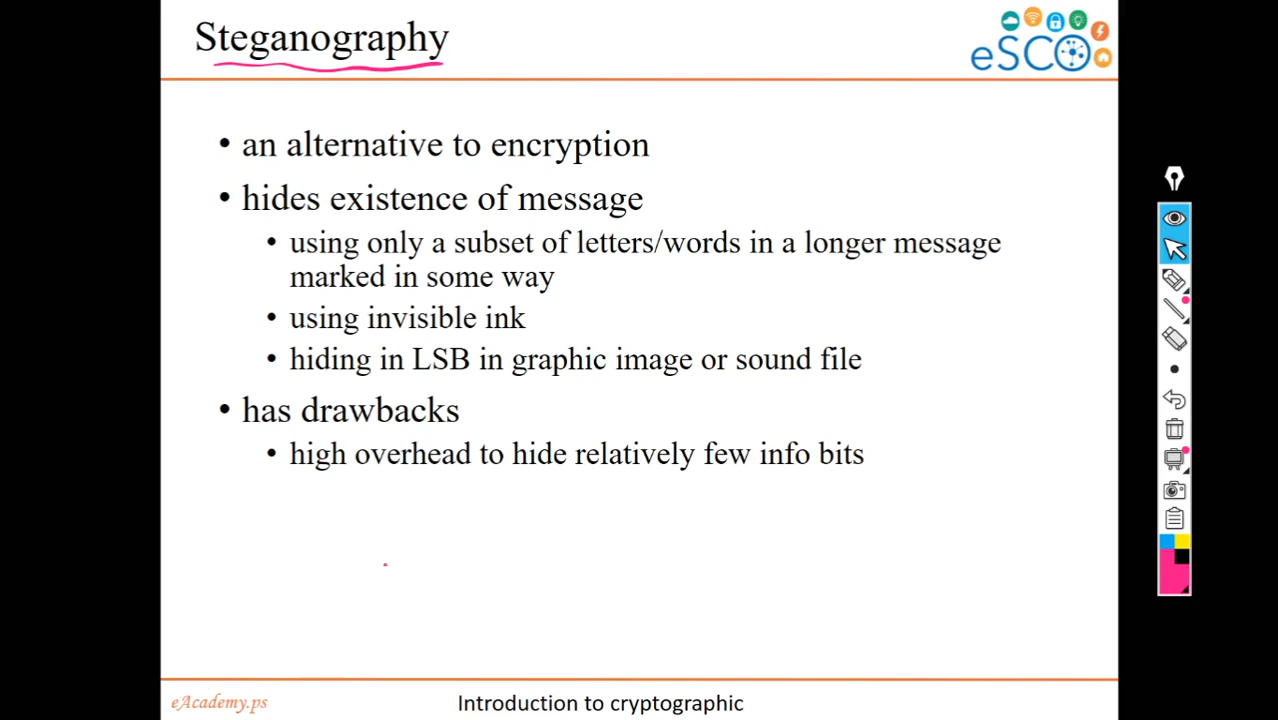 Steganography
eSCO
• an alternative to encryption
• hides existence of message
• using only a subset of letters/words in a longer message
marked in some way
• using invisible ink
• hiding in LSB in graphic image or sound file
• has drawbacks
• high overhead to hide relatively few info bits
eAcademy.ps
Introduction to cryptographic